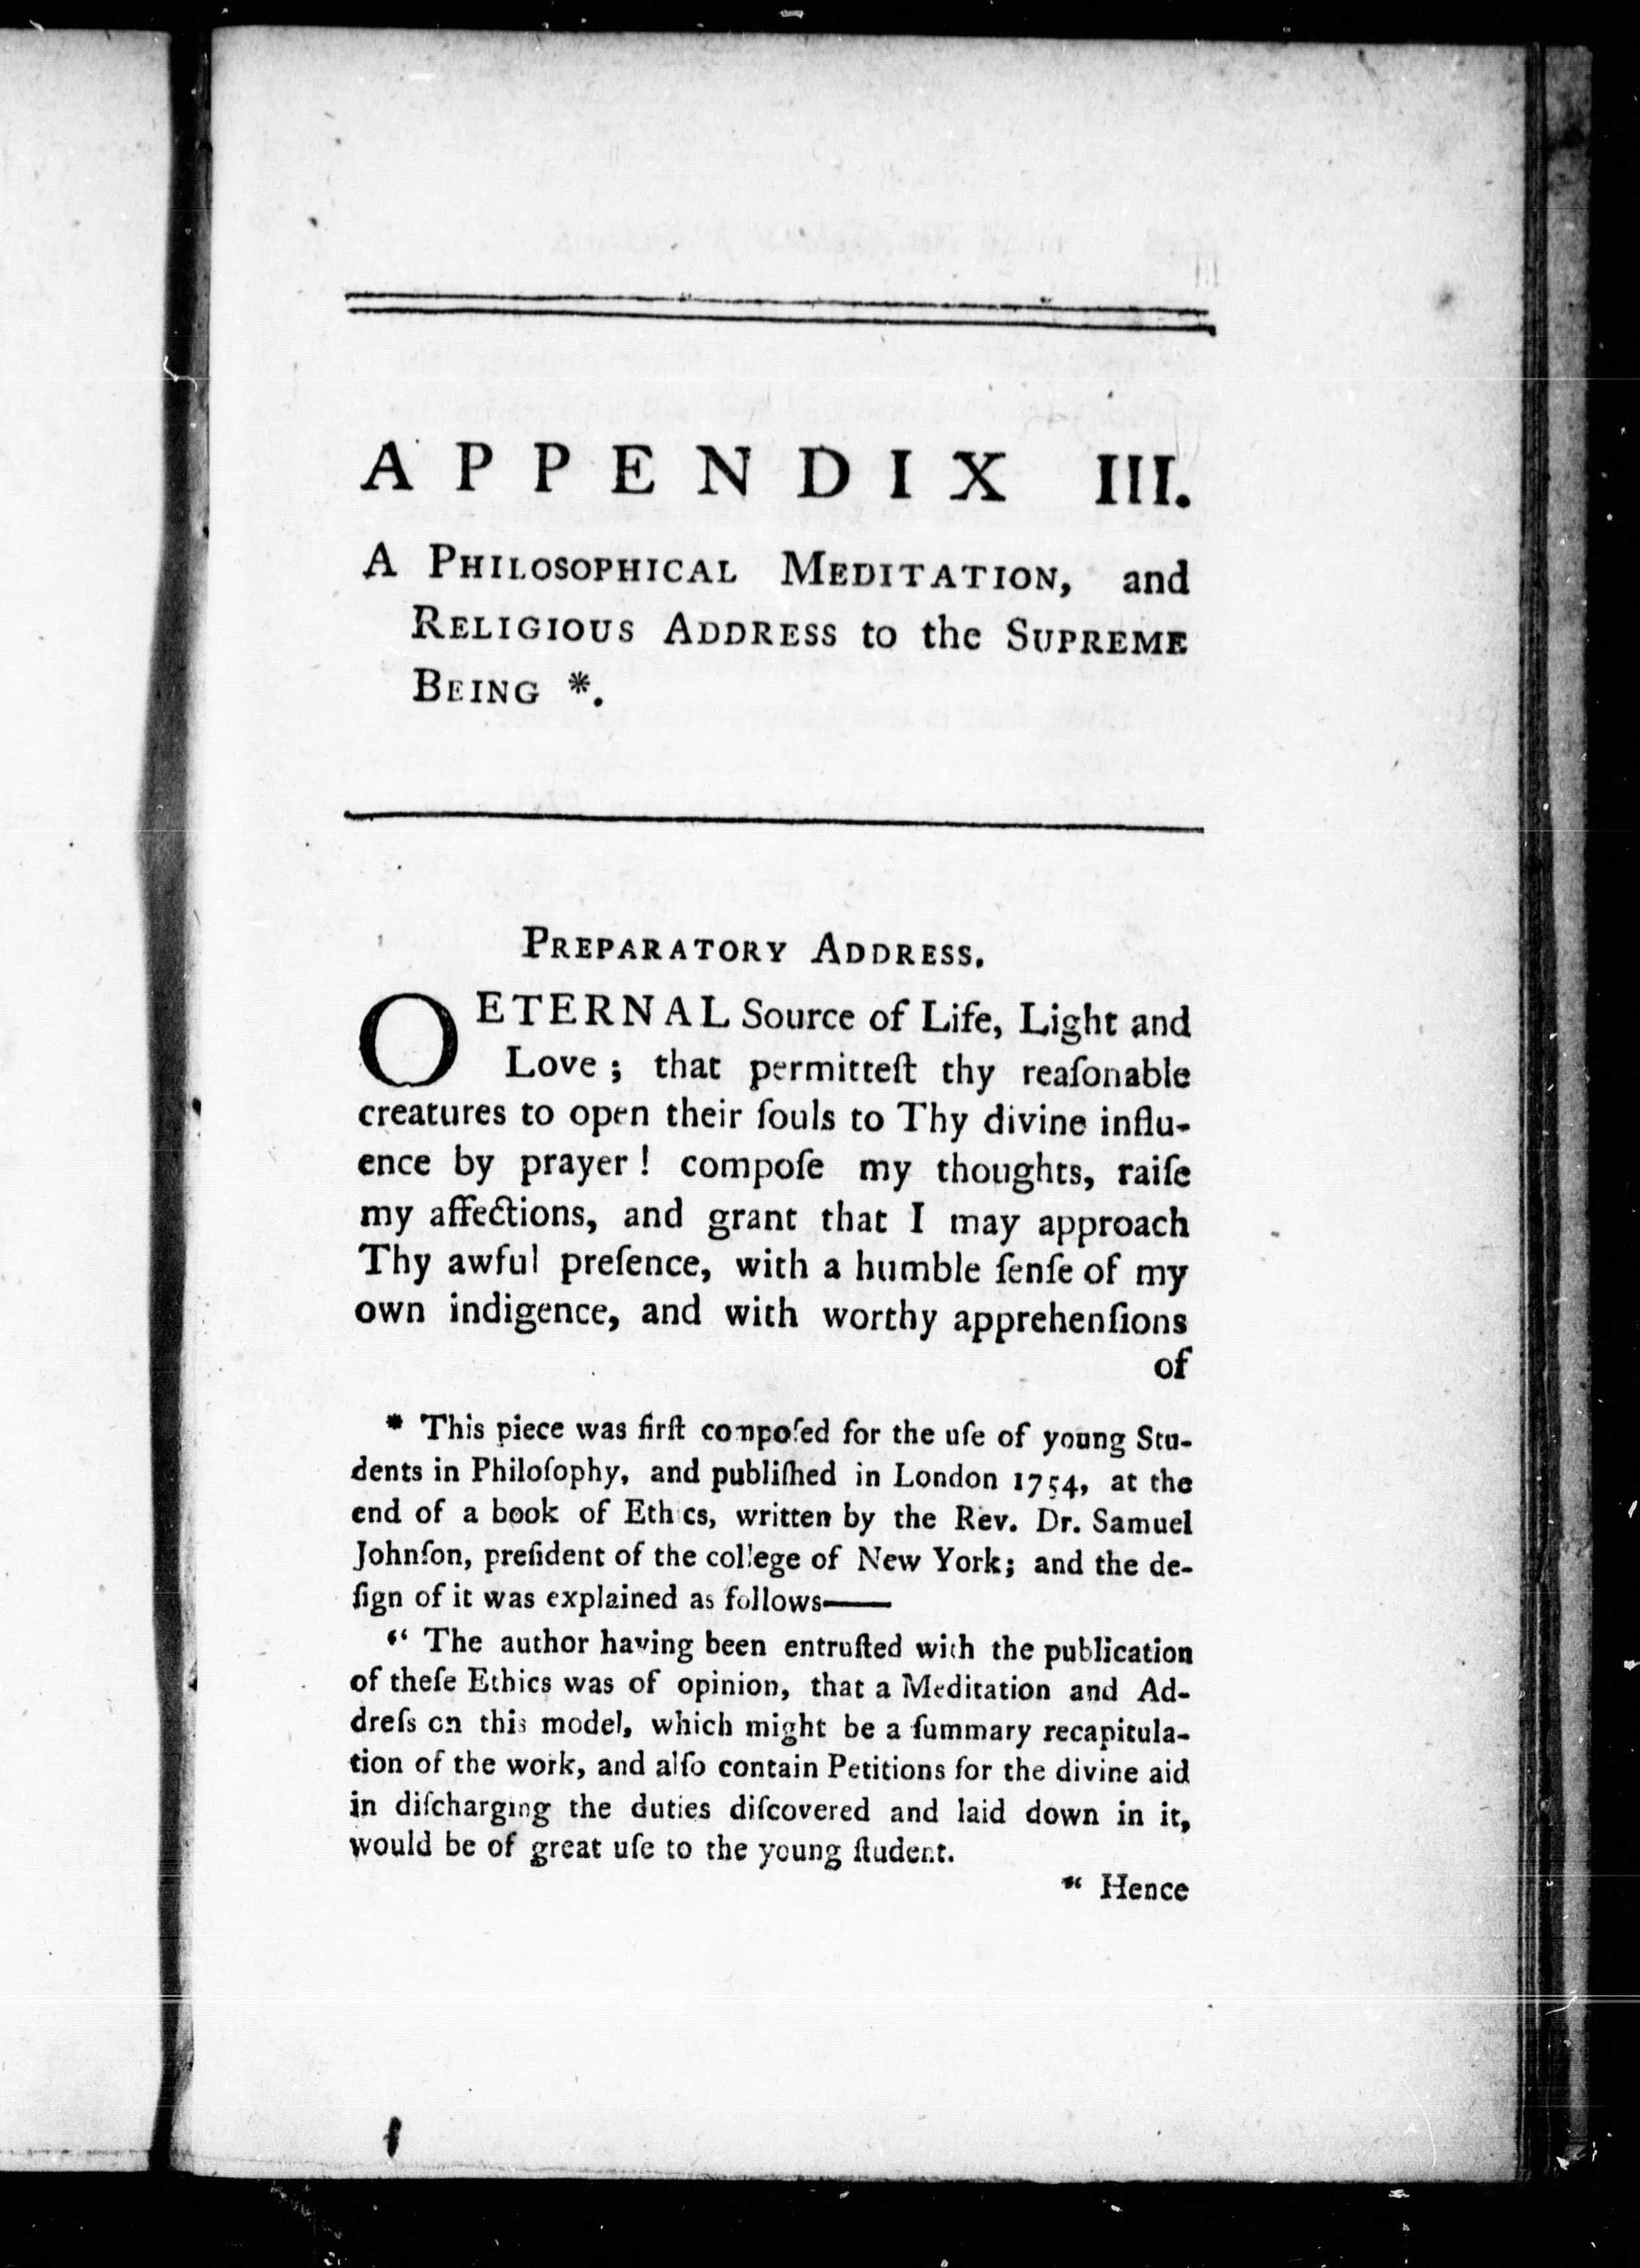 APPENDIX III.
A PHILOSOPHICAL MEDITATION, and
RELIGIOUS ADDRESS to the SUPREME
BEING *.
PREPARATORY ADDRESS.
O ETERNAL Source of Life, Light and
Love ; that permitteſt thy reaſonable
creatures to open their ſouls to Thy divine influ-
ence by prayer ! compoſe my thoughts, raiſe
my affections, and grant that I may approach
Thy awful preſence, with a humble ſenſe of my
own indigence, and with worthy apprehenſions
of
* This piece was firſt compoſed for the uſe of young Stu-
dents in Philoſophy, and publiſhed in London 1754, at the
end of a book of Ethics, written by the Rev. Dr. Samuel
Johnſon, preſident of the college of New York; and the de-
ſign of it was explained as follows——
“ The author having been entruſted with the publication
of theſe Ethics was of opinion, that a Meditation and Ad-
dreſs on this model, which might be a ſummary recapitula-
tion of the work, and alſo contain Petitions for the divine aid
in diſcharging the duties diſcovered and laid down in it,
would be of great uſe to the young ſtudent.
“ Hence